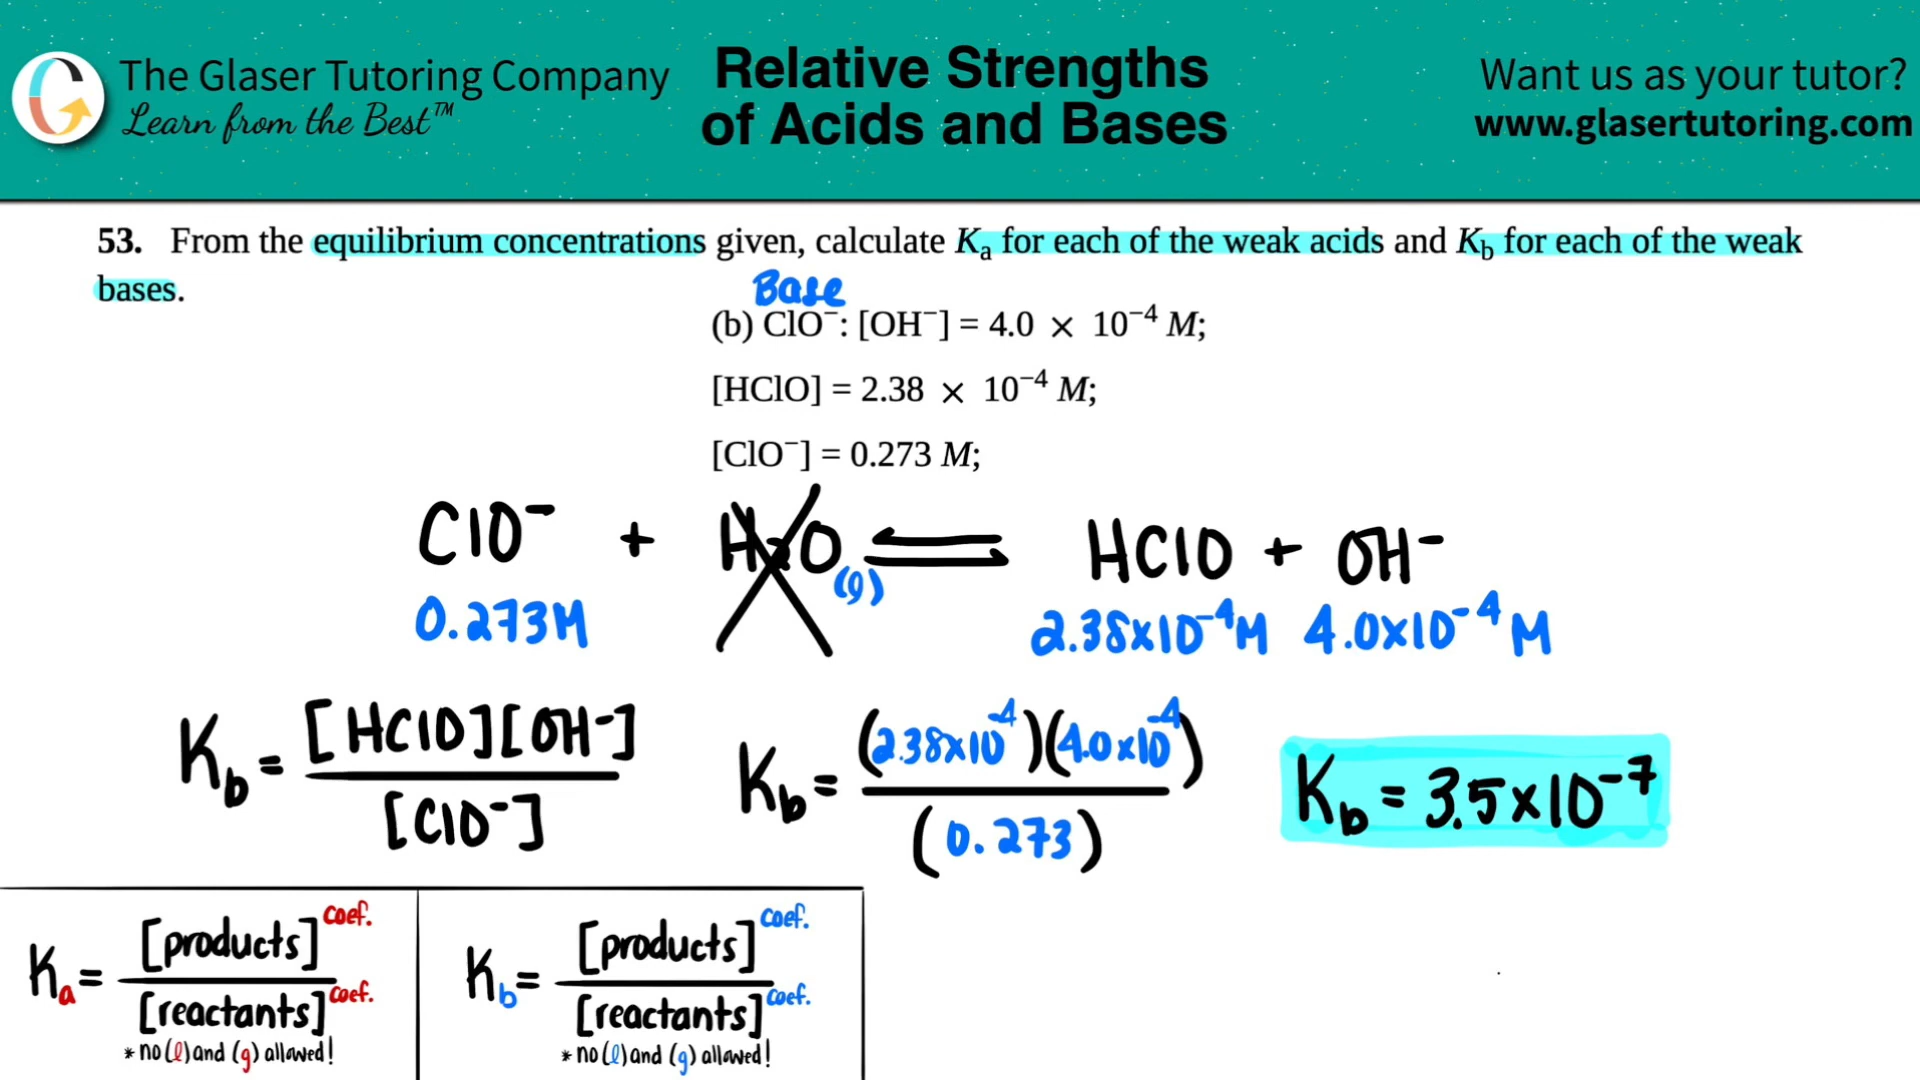 The Glaser Tutoring Company
Learn from the Best™
Relative Strengths
of Acids and Bases
Want us as your tutor?
www.glasertutoring.com
53. From the equilibrium concentrations given, calculate Kₐ for each of the weak acids and K_b for each of the weak
bases.
Base
(b) ClO⁻: [OH⁻] = 4.0 × 10⁻⁴ M;
[HClO] = 2.38 × 10⁻⁴ M;
[ClO⁻] = 0.273 M;
ClO⁻ + H₂O(l) ⇌ HClO + OH⁻
0.273M 2.38x10⁻⁴M 4.0x10⁻⁴M
K_b = [HClO][OH⁻] / [ClO⁻]
K_b = (2.38x10⁻⁴)(4.0x10⁻⁴) / (0.273)
K_b = 3.5x10⁻⁷
Kₐ = [products]^coef. / [reactants]^coef.
* no (l) and (g) allowed!
K_b = [products]^coef. / [reactants]^coef.
* no (l) and (g) allowed!